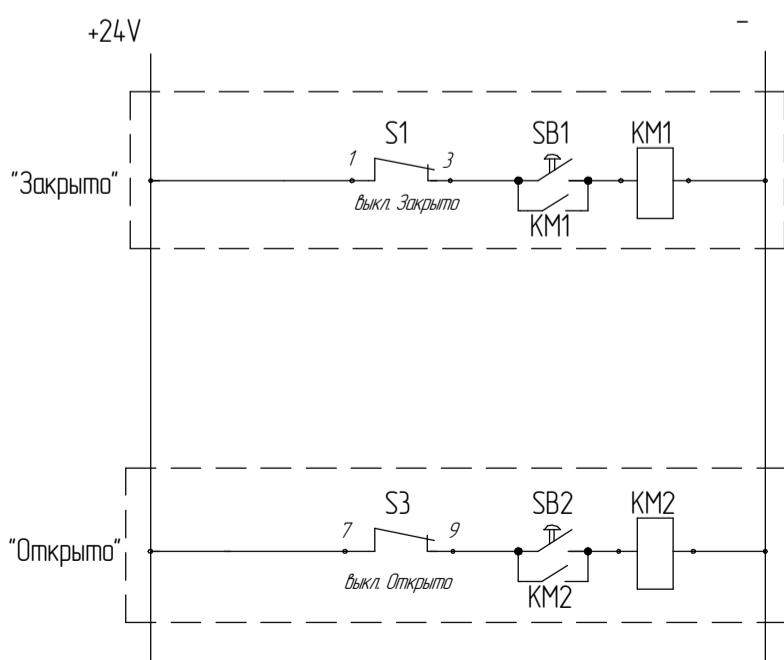 +24V –
S1 SB1 KM1
1 3
"Закрыто"
выкл. Закрыто
KM1
S3 SB2 KM2
7 9
"Открыто"
выкл. Открыто
KM2